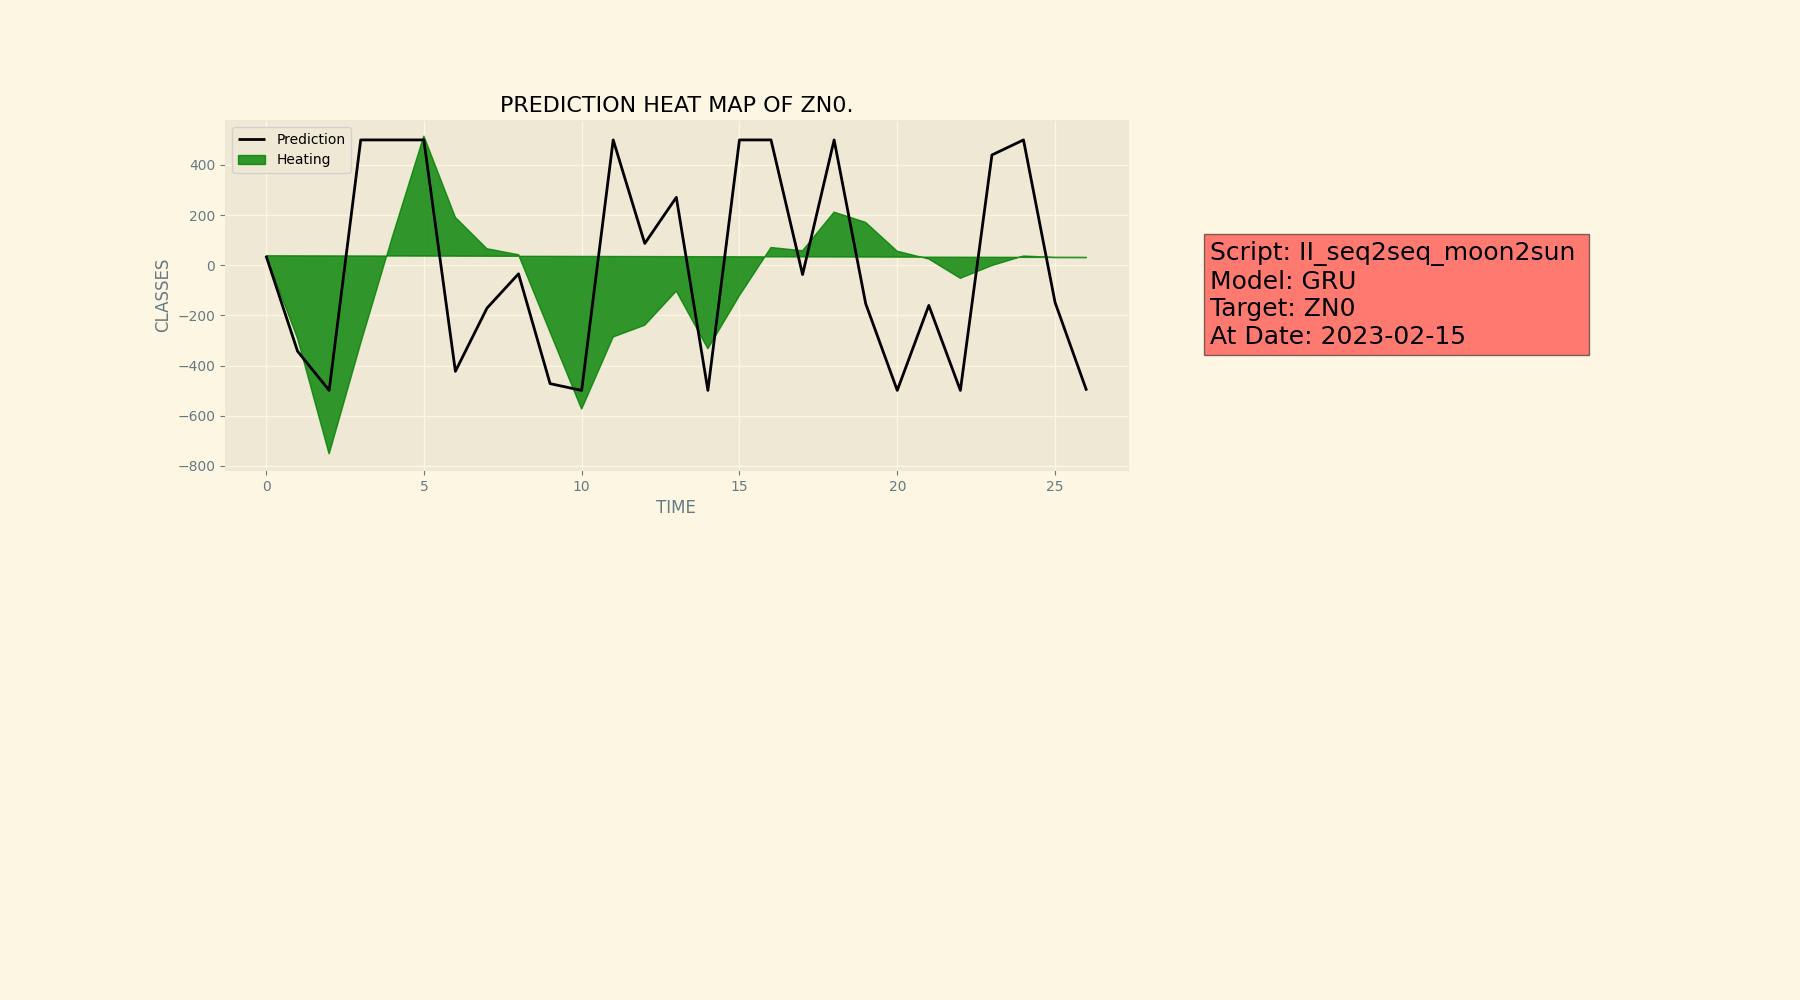 PREDICTION HEAT MAP OF ZN0.
Prediction
Heating
400
200
0
−200
−400
−600
−800
CLASSES
0 5 10 15 20 25
TIME
Script: II_seq2seq_moon2sun
Model: GRU
Target: ZN0
At Date: 2023-02-15